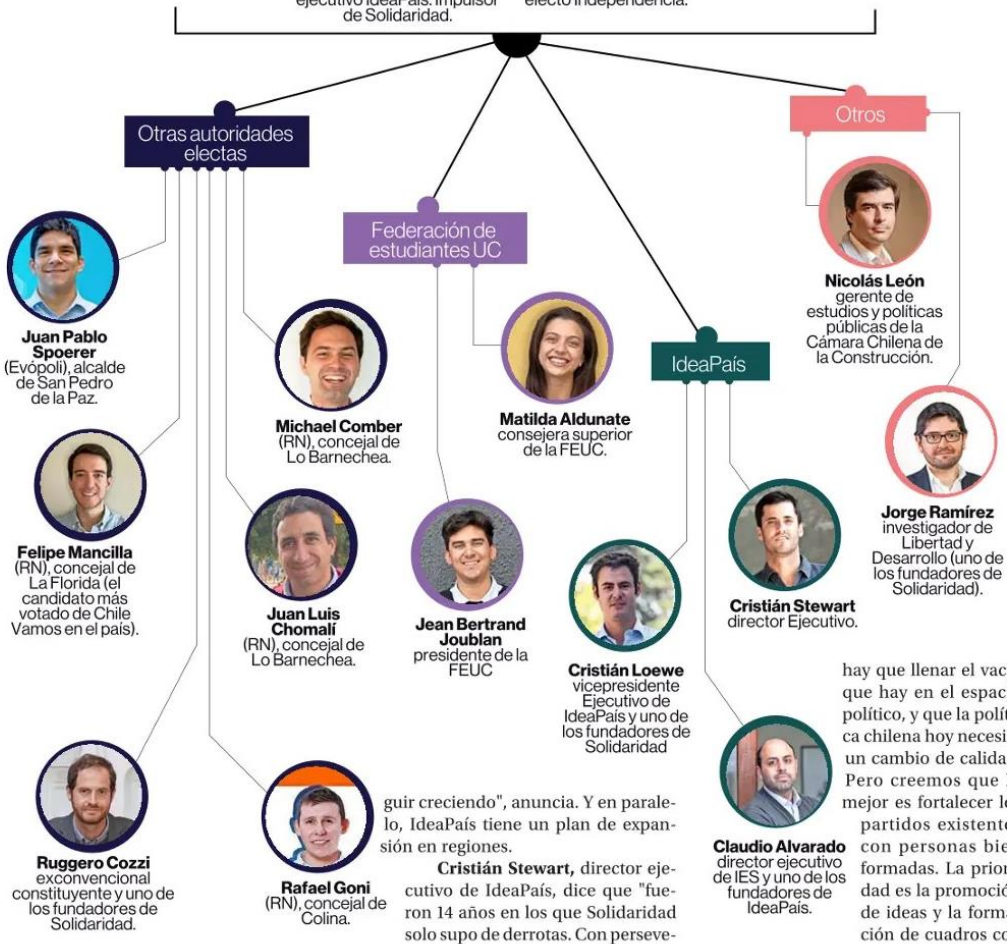 ejecutivo IdeaPaís. Impulsor
de Solidaridad.
electo Independencia.
Otras autoridades
electas
Juan Pablo
Spoerer
(Evópoli), alcalde
de San Pedro
de la Paz.
Felipe Mancilla
(RN), concejal de
La Florida (el
candidato más
votado de Chile
Vamos en el país).
Ruggero Cozzi
exconvencional
constituyente y uno de
los fundadores de
Solidaridad.
Michael Comber
(RN), concejal de
Lo Barnechea.
Juan Luis
Chomalí
(RN), concejal de
Lo Barnechea.
Rafael Goni
(RN), concejal de
Colina.
Federación de
estudiantes UC
Matilda Aldunate
consejera superior
de la FEUC.
Jean Bertrand
Joublan
presidente de la
FEUC
IdeaPaís
Cristián Loewe
vicepresidente
Ejecutivo de
IdeaPaís y uno de
los fundadores de
Solidaridad
Cristián Stewart
director Ejecutivo.
Claudio Alvarado
director ejecutivo
de IES y uno de los
fundadores de
IdeaPaís.
Otros
Nicolás León
gerente de
estudios y políticas
públicas de la
Cámara Chilena de
la Construcción.
Jorge Ramírez
investigador de
Libertad y
Desarrollo (uno de
los fundadores de
Solidaridad).
guir creciendo", anuncia. Y en parale-
lo, IdeaPaís tiene un plan de expan-
sión en regiones.
Cristián Stewart, director eje-
cutivo de IdeaPaís, dice que "fue-
ron 14 años en los que Solidaridad
solo supo de derrotas. Con perseve-
hay que llenar el vac
que hay en el espac
político, y que la polít
ca chilena hoy necesi
un cambio de calida
Pero creemos que
mejor es fortalecer l
partidos existent
con personas bie
formadas. La prior
dad es la promoció
de ideas y la forma
ción de cuadros co